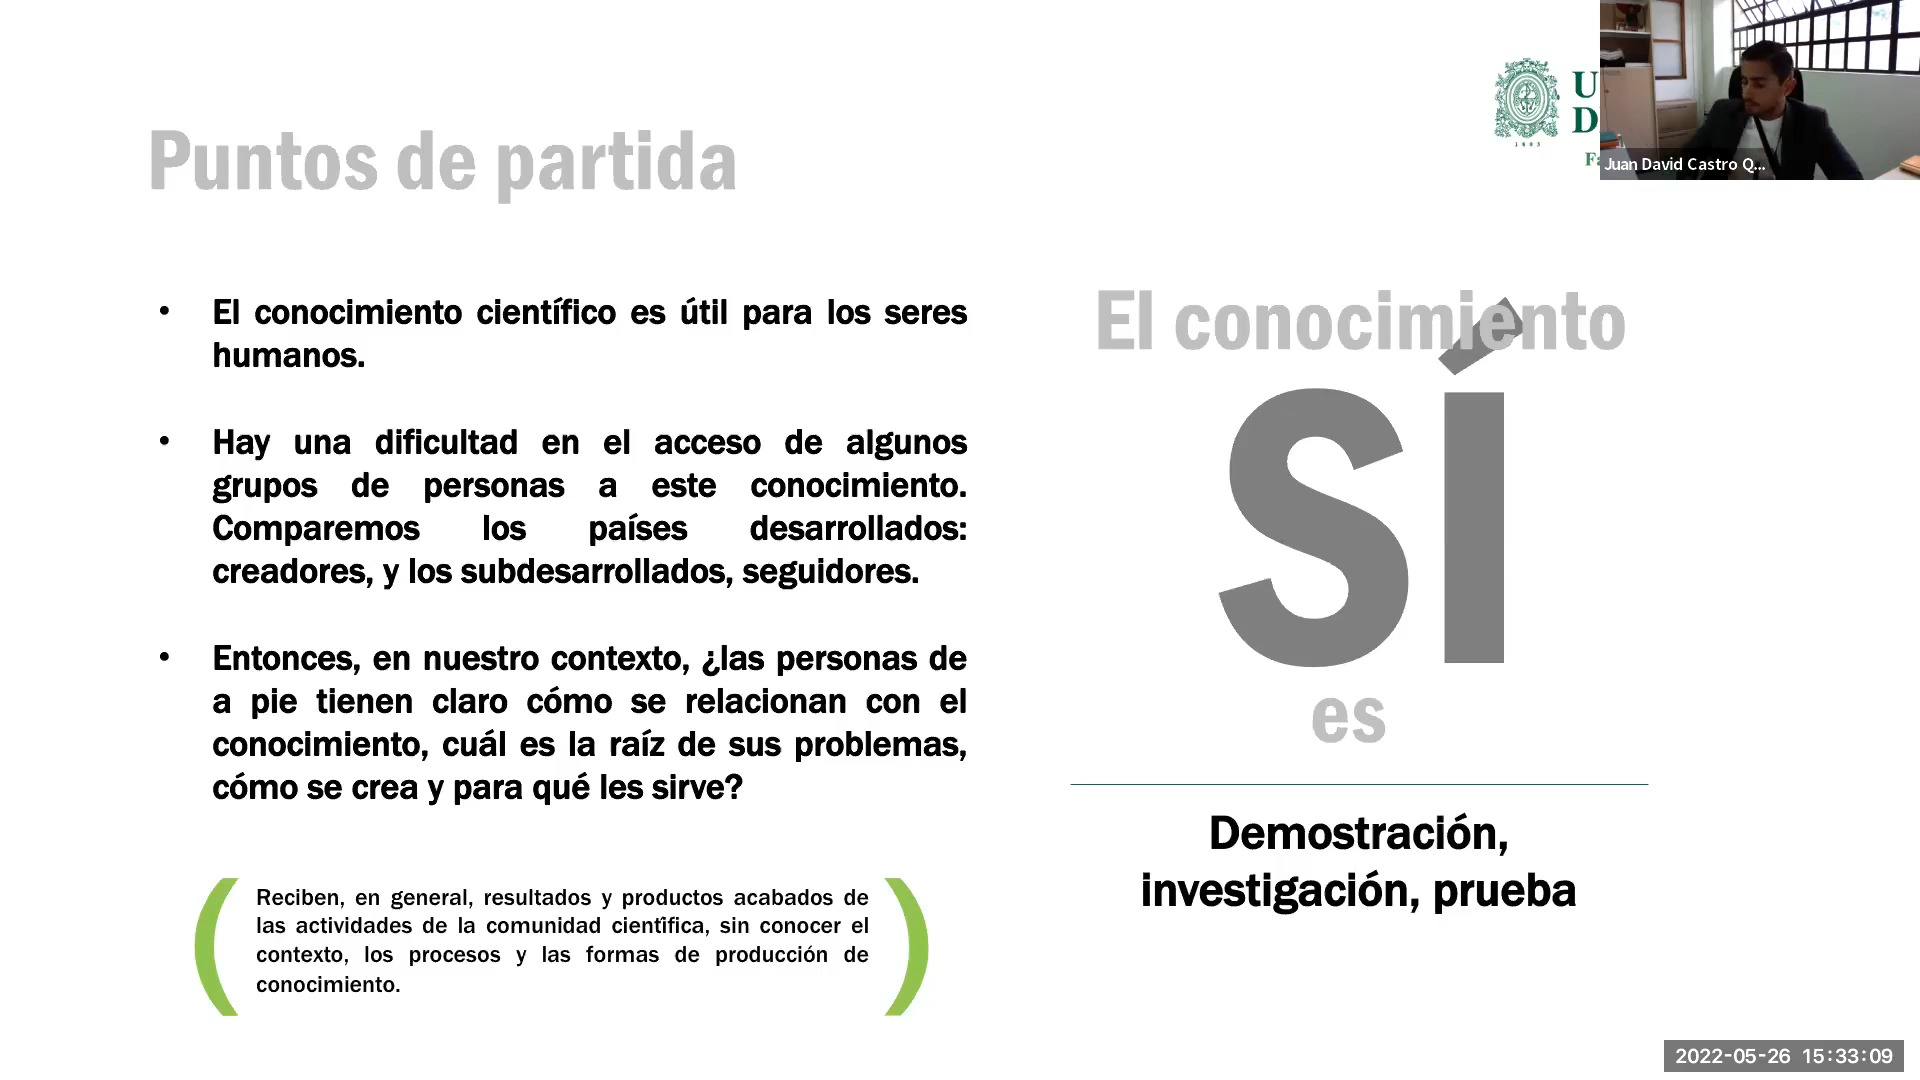 Puntos de partida
• El conocimiento científico es útil para los seres
humanos.
• Hay una dificultad en el acceso de algunos
grupos de personas a este conocimiento.
Comparemos los países desarrollados:
creadores, y los subdesarrollados, seguidores.
• Entonces, en nuestro contexto, ¿las personas de
a pie tienen claro cómo se relacionan con el
conocimiento, cuál es la raíz de sus problemas,
cómo se crea y para qué les sirve?
Reciben, en general, resultados y productos acabados de
las actividades de la comunidad científica, sin conocer el
contexto, los procesos y las formas de producción de
conocimiento.
1803
U
D
Fa
Juan David Castro Q...
El conocimiento
SÍ
es
Demostración,
investigación, prueba
2022-05-26 15:33:09